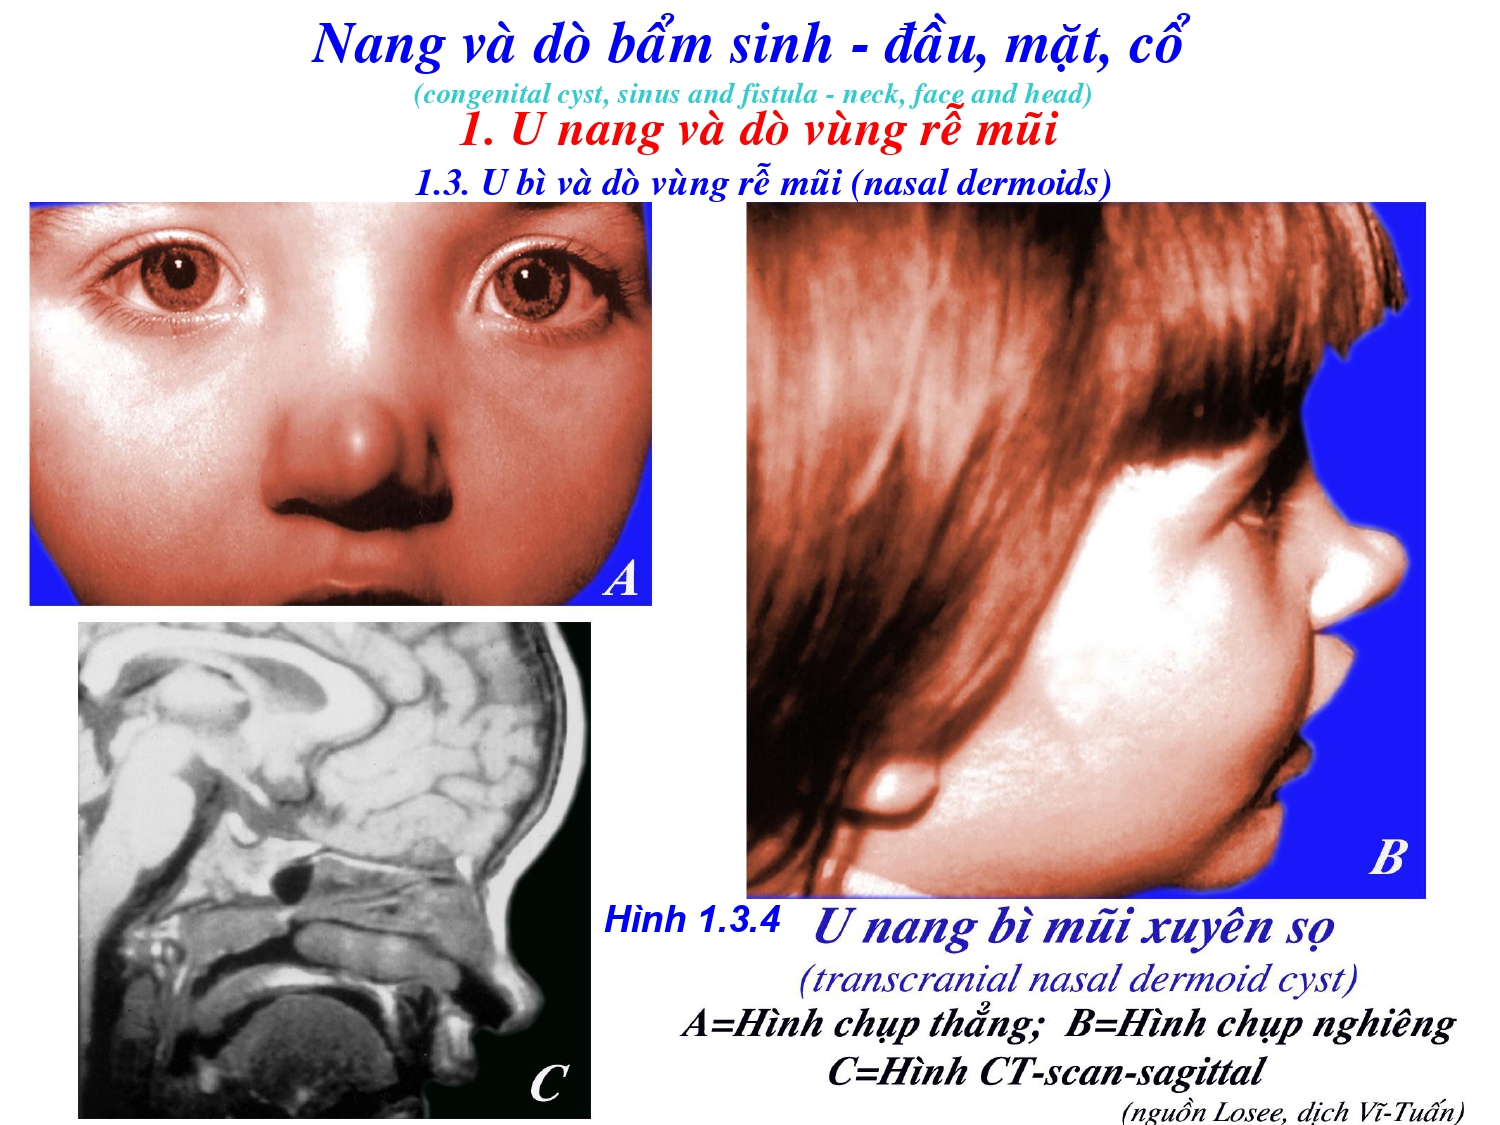 Nang và dò bẩm sinh - đầu, mặt, cổ
(congenital cyst, sinus and fistula - neck, face and head)
1. U nang và dò vùng rễ mũi
1.3. U bì và dò vùng rễ mũi (nasal dermoids)
A
B
C
Hình 1.3.4 U nang bì mũi xuyên sọ
(transcranial nasal dermoid cyst)
A=Hình chụp thẳng; B=Hình chụp nghiêng
C=Hình CT-scan-sagittal
(nguồn Losee, dịch Vĩ-Tuấn)